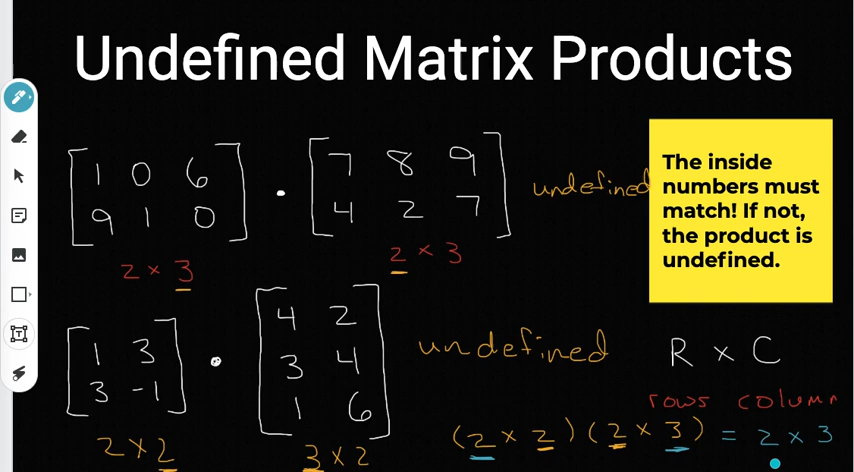 Undefined Matrix Products
1 0 6
9 1 0
·
7 8 9
4 2 7
undefined
2 × 3
2 × 3
The inside
numbers must
match! If not,
the product is
undefined.
1 3
3 -1
·
4 2
3 4
1 6
undefined
2 × 2
3 × 2
R × C
rows column
(2 × 2) (2 × 3) = 2 × 3
T